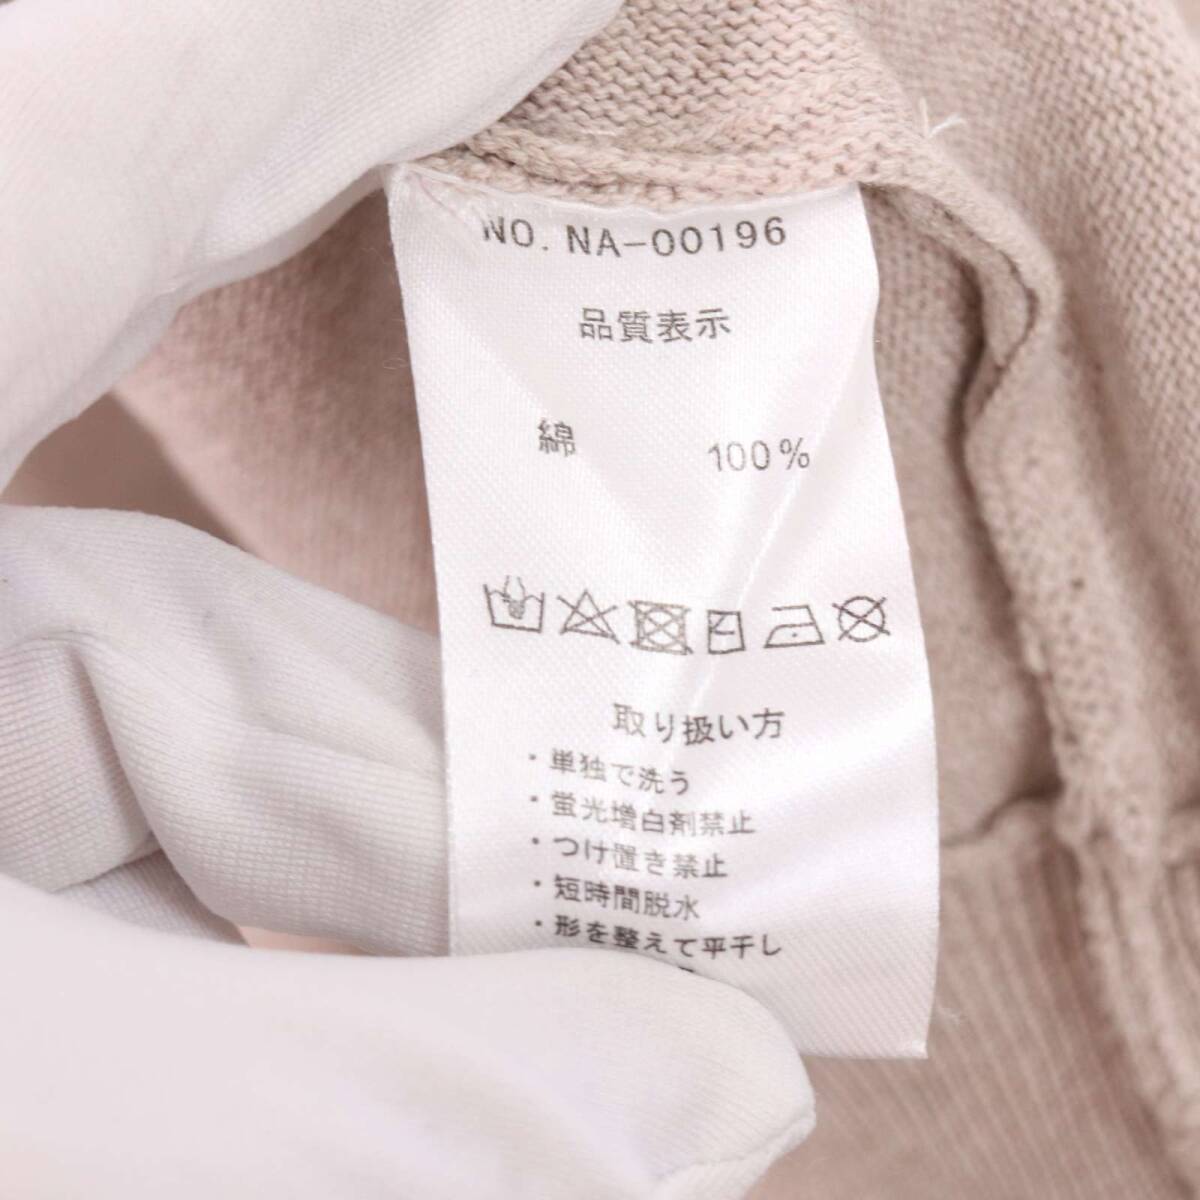 NO. NA-00196
品質表示
綿 100%
取り扱い方
・単独で洗う
・蛍光増白剤禁止
・つけ置き禁止
・短時間脱水
・形を整えて平干し